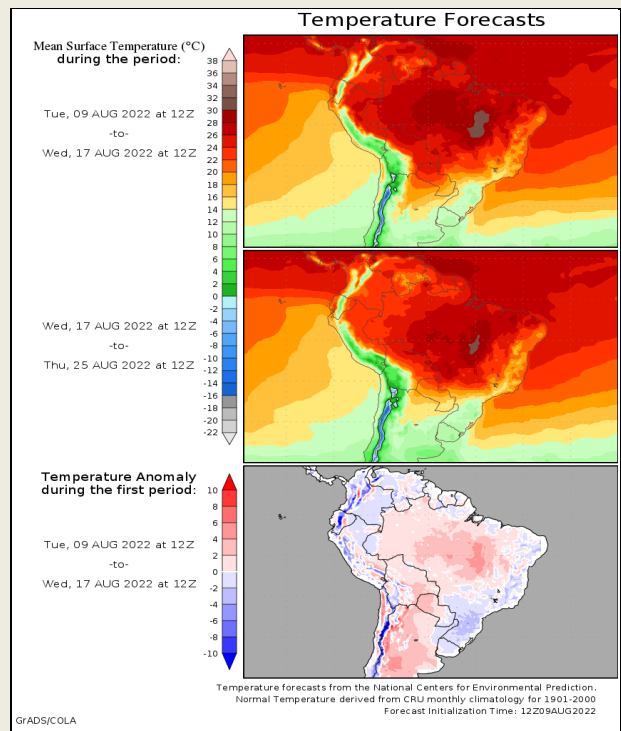 Temperature Forecasts
Mean Surface Temperature (°C)
during the period:
Tue, 09 AUG 2022 at 12Z
-to-
Wed, 17 AUG 2022 at 12Z
38
36
34
32
30
28
26
24
22
20
18
16
14
12
10
8
6
4
2
0
-2
-4
-6
-8
-10
-12
-14
-16
-18
-20
-22
Wed, 17 AUG 2022 at 12Z
-to-
Thu, 25 AUG 2022 at 12Z
Temperature Anomaly
during the first period:
Tue, 09 AUG 2022 at 12Z
-to-
Wed, 17 AUG 2022 at 12Z
10
8
6
4
2
0
-2
-4
-6
-8
-10
Temperature forecasts from the National Centers for Environmental Prediction.
Normal Temperature derived from CRU monthly climatology for 1901-2000
Forecast Initialization Time: 12Z09AUG2022
GrADS/COLA